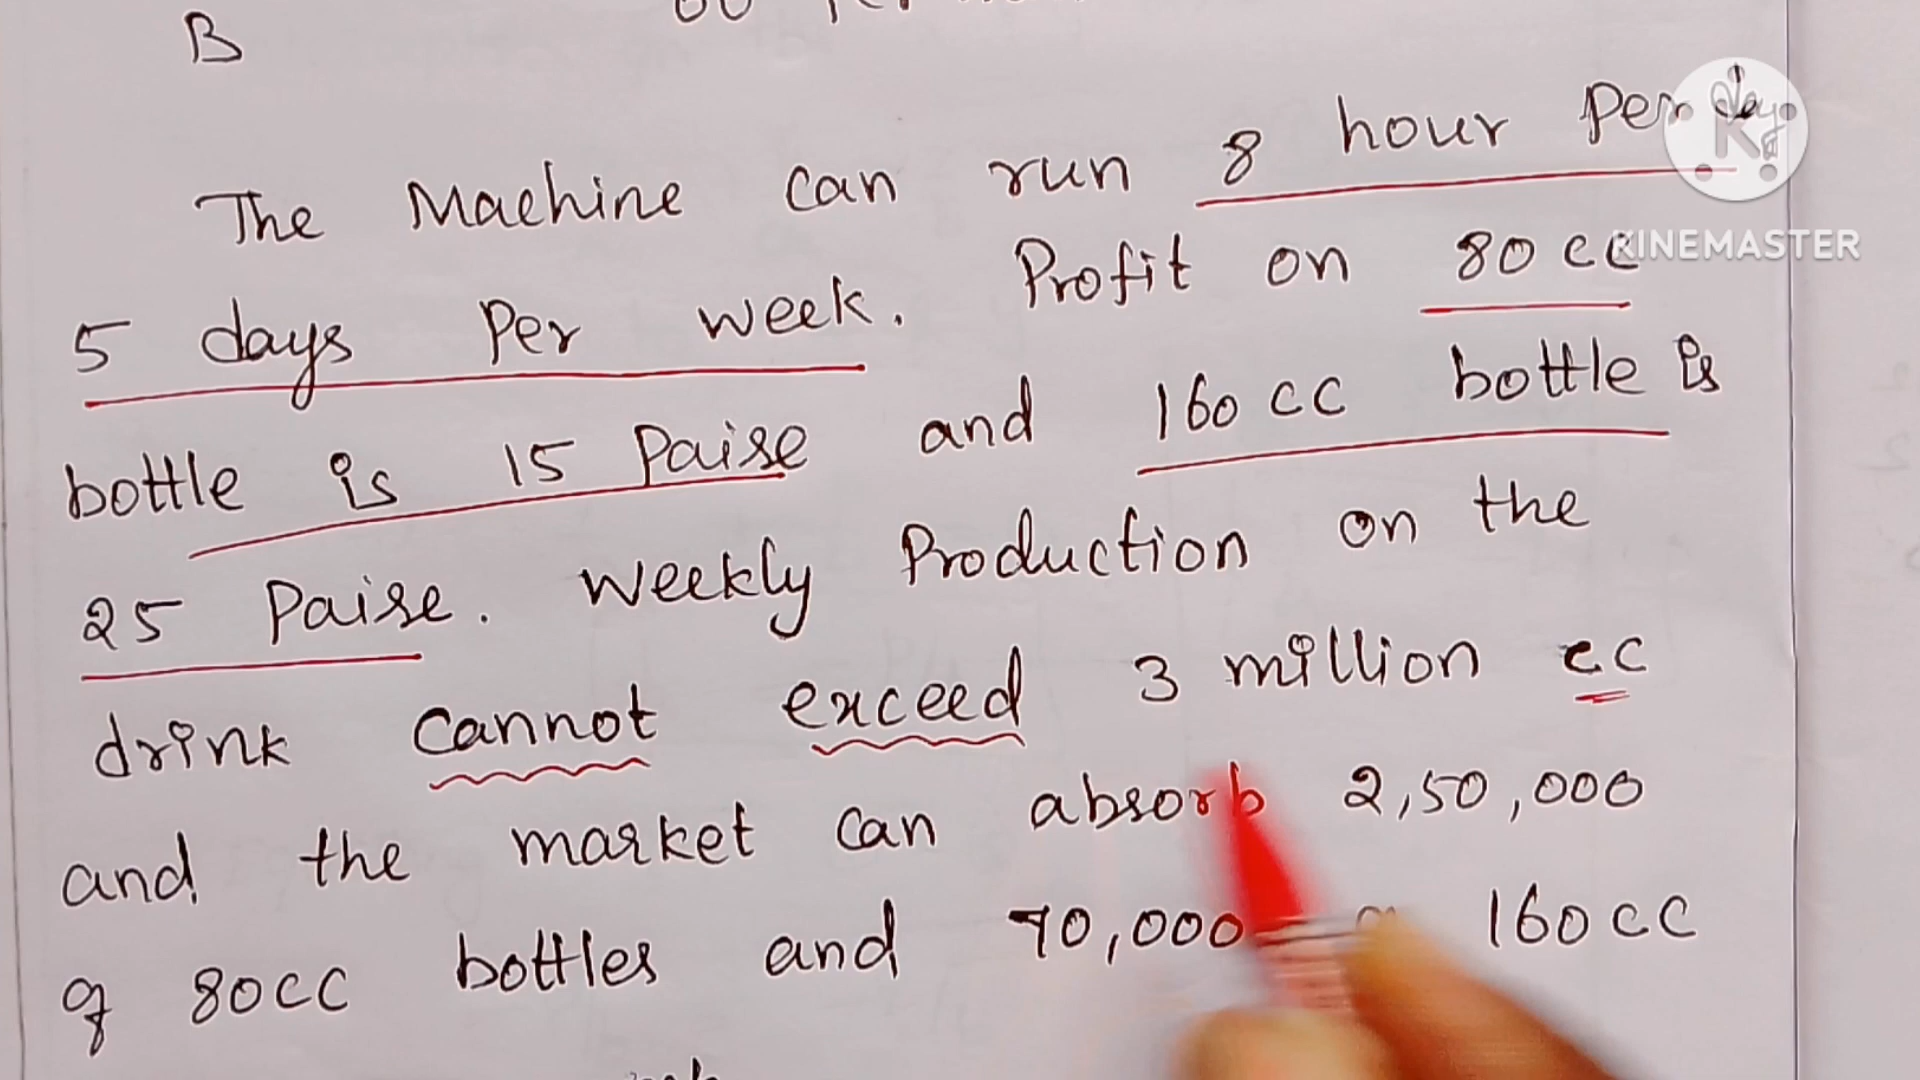 B
The Machine can run 8 hour Per day
5 days Per week. Profit on 80 cc
bottle is 15 Paise and 160 cc bottle is
25 Paise. Weekly Production on the
drink cannot exceed 3 million cc
and the market can absorb 2,50,000
of 80cc bottles and 70,000 160cc
KINEMASTER